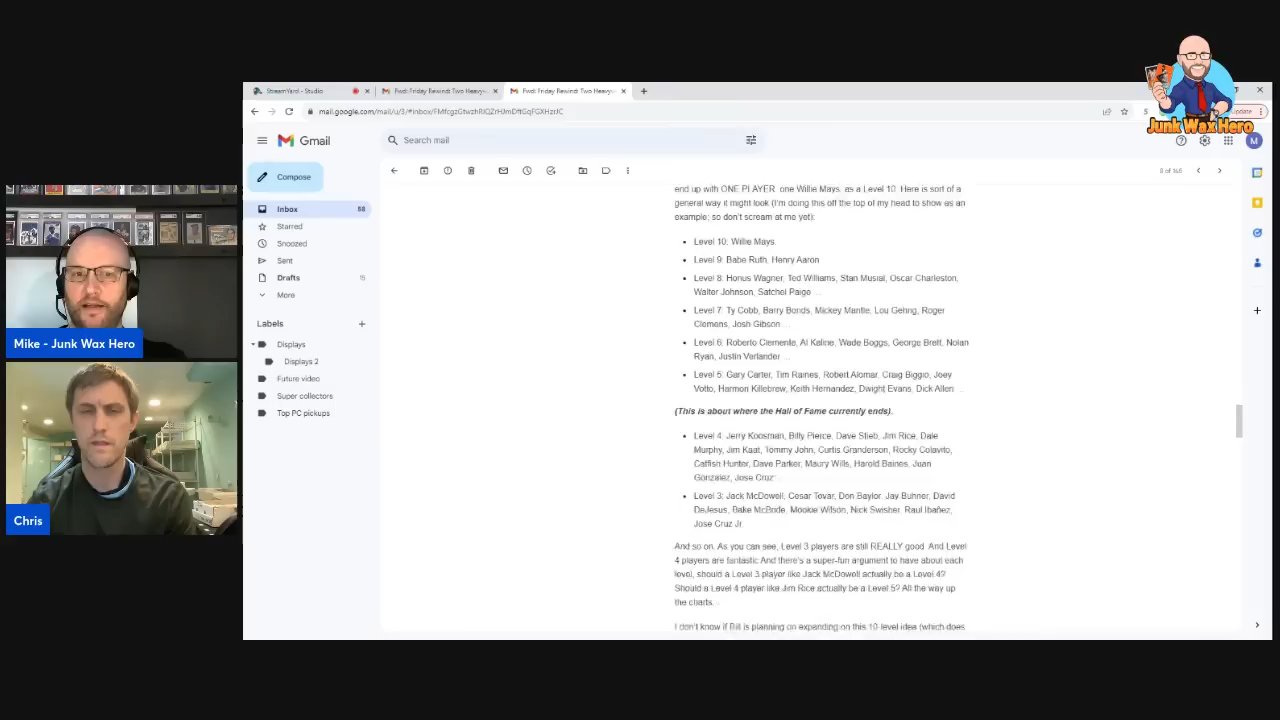 Junk Wax Hero
StreamYard - Studio
Fwd: Friday Rewind: Two Heavyw
Fwd: Friday Rewind: Two Heavyw
Update
Gmail
Search mail
M
Compose
Inbox 58
Starred
Snoozed
Sent
Drafts 15
More
Labels
Displays
Displays 2
Future video
Super collectors
Top PC pickups
end up with ONE PLAYER, one Willie Mays, as a Level 10. Here is sort of a
general way it might look (I'm doing this off the top of my head to show as an
example; so don't scream at me yet):
Level 10: Willie Mays
Level 9: Babe Ruth, Henry Aaron
Level 8: Honus Wagner, Ted Williams, Stan Musial, Oscar Charleston,
Walter Johnson, Satchel Paige ...
Level 7: Ty Cobb, Barry Bonds, Mickey Mantle, Lou Gehrig, Roger
Clemens, Josh Gibson ...
Level 6: Roberto Clemente, Al Kaline, Wade Boggs, George Brett, Nolan
Ryan, Justin Verlander ...
Level 5: Gary Carter, Tim Raines, Robert Alomar, Craig Biggio, Joey
Votto, Harmon Killebrew, Keith Hernandez, Dwight Evans, Dick Allen ...
(This is about where the Hall of Fame currently ends).
Level 4: Jerry Koosman, Billy Pierce, Dave Stieb, Jim Rice, Dale
Murphy, Jim Kaat, Tommy John, Curtis Granderson, Rocky Colavito,
Catfish Hunter, Dave Parker, Maury Wills, Harold Baines, Juan
Gonzalez, Jose Cruz
Level 3: Jack McDowell, Cesar Tovar, Don Baylor, Jay Buhner, David
DeJesus, Bake McBride, Mookie Wilson, Nick Swisher, Raul Ibañez,
Jose Cruz Jr.
And so on. As you can see, Level 3 players are still REALLY good. And Level
4 players are fantastic. And there's a super-fun argument to have about each
level, should a Level 3 player like Jack McDowell actually be a Level 4?
Should a Level 4 player like Jim Rice actually be a Level 5? All the way up
the charts...
I don't know if Bill is planning on expanding on this 10-level idea (which does
Mike - Junk Wax Hero
Chris